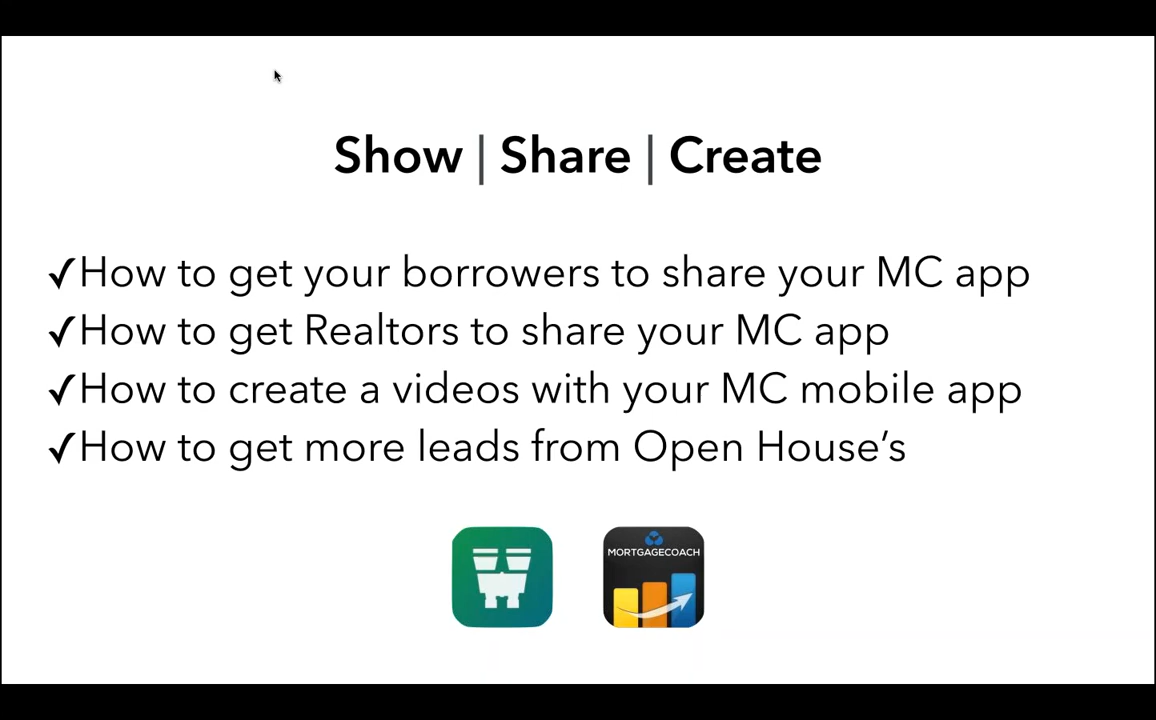 Show | Share | Create
✓How to get your borrowers to share your MC app
✓How to get Realtors to share your MC app
✓How to create a videos with your MC mobile app
✓How to get more leads from Open House’s
MORTGAGECOACH